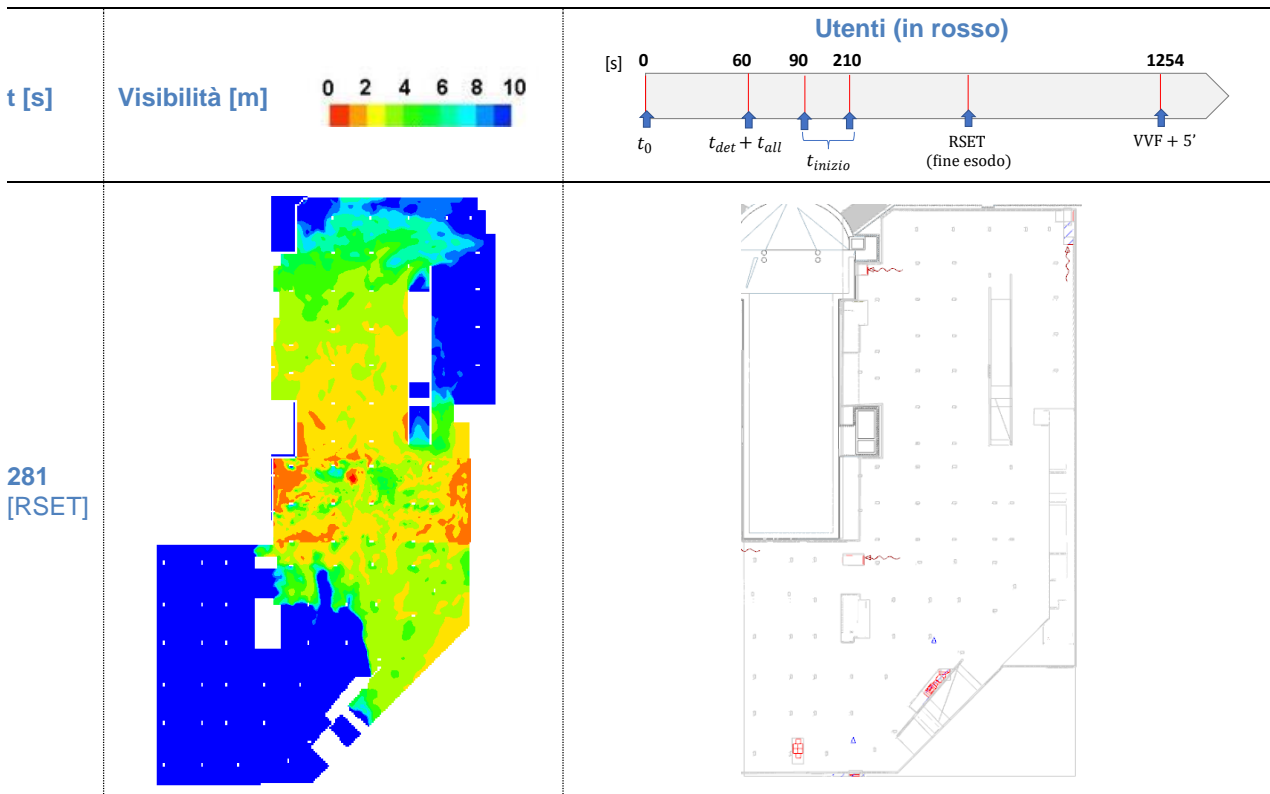 t [s]
Visibilità [m]
0 2 4 6 8 10
Utenti (in rosso)
[s] 0 60 90 210 1254
t0 tdet + tall tinizio RSET
(fine esodo)
VVF + 5'
281
[RSET]